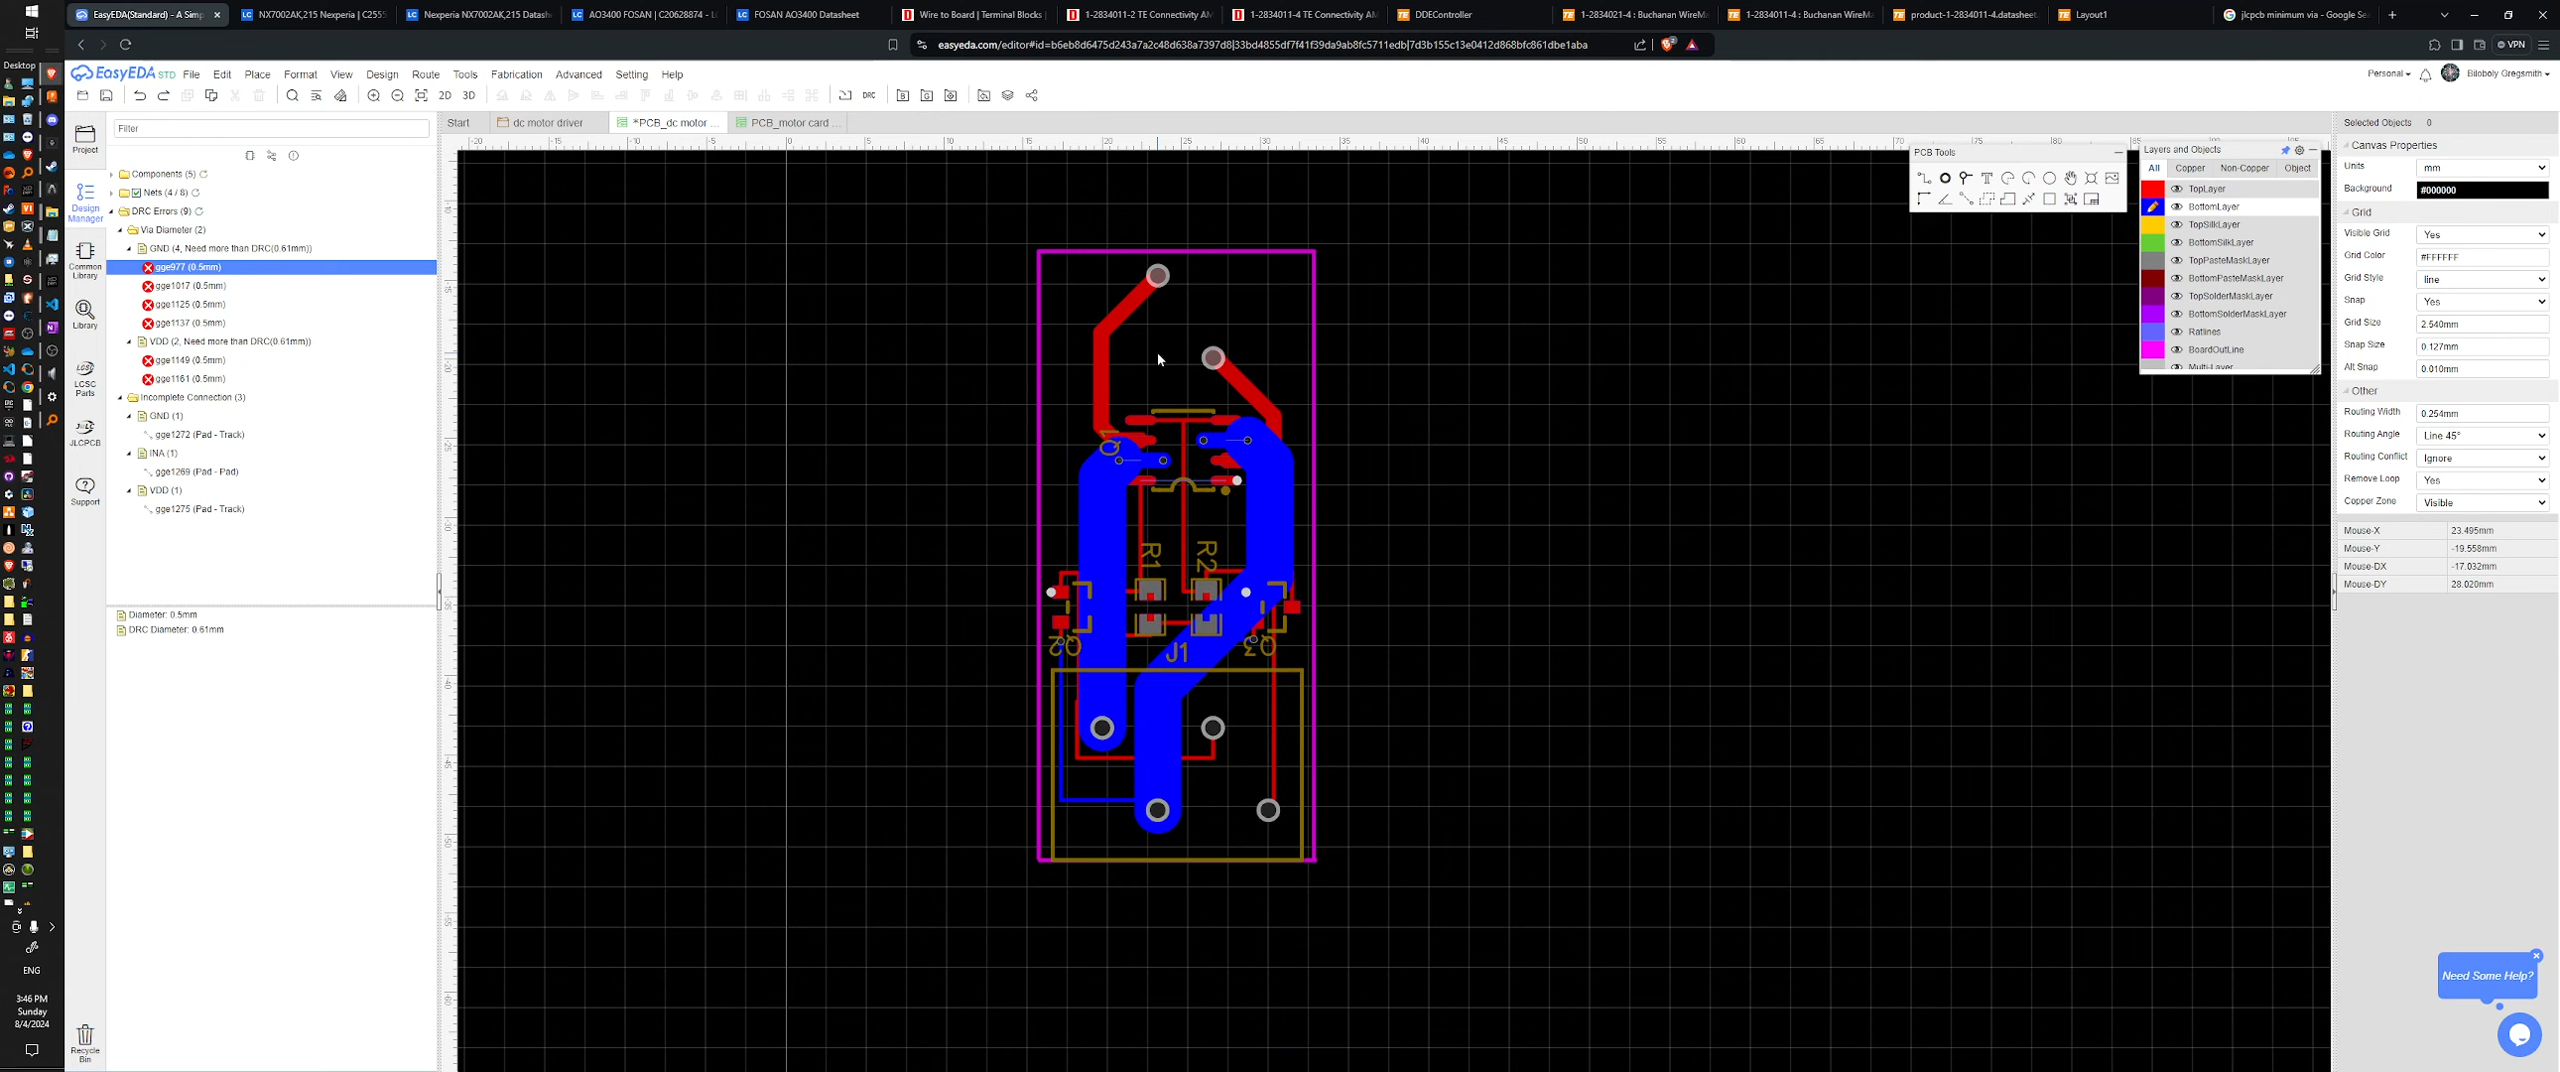 Desktop
EasyEDA(Standard) - A Simp
NX7002AK,215 Nexperia | C2555
Nexperia NX7002AK,215 Datash
AO3400 FOSAN | C20628874 - L
FOSAN AO3400 Datasheet
Wire to Board | Terminal Blocks
1-2834011-2 TE Connectivity AM
1-2834011-4 TE Connectivity AM
DDEController
1-2834021-4 : Buchanan WireMa
1-2834011-4 : Buchanan WireMa
product-1-2834011-4.datasheet.
Layout1
jlcpcb minimum via - Google Se
easyeda.com/editor#id=b6eb8d6475d243a7a2c48d638a7397d8|33bd4855df7f41f39da9ab8fc5711edb|7d3b155c13e0412d868bfc861dbe1aba
VPN
EasyEDA STD File Edit Place Format View Design Route Tools Fabrication Advanced Setting Help
Personal
Biloboly Gregsmith
2D 3D
DRC
Start
dc motor driver
*PCB_dc motor ...
PCB_motor card ...
Project
Design
Manager
Common
Library
Library
LCSC
LCSC
Parts
JLCPCB
Support
Recycle
Bin
Filter
Components (5)
Nets (4 / 8)
DRC Errors (9)
Via Diameter (2)
GND (4, Need more than DRC(0.61mm))
gge977 (0.5mm)
gge1017 (0.5mm)
gge1125 (0.5mm)
gge1137 (0.5mm)
VDD (2, Need more than DRC(0.61mm))
gge1149 (0.5mm)
gge1161 (0.5mm)
Incomplete Connection (3)
GND (1)
gge1272 (Pad - Track)
INA (1)
gge1269 (Pad - Pad)
VDD (1)
gge1275 (Pad - Track)
Diameter: 0.5mm
DRC Diameter: 0.61mm
R1
R2
Q2
J1
Q3
PCB Tools
Layers and Objects
All Copper Non-Copper Object
TopLayer
BottomLayer
TopSilkLayer
BottomSilkLayer
TopPasteMaskLayer
BottomPasteMaskLayer
TopSolderMaskLayer
BottomSolderMaskLayer
Ratlines
BoardOutLine
Multi-Layer
Selected Objects 0
Canvas Properties
Units mm
Background #000000
Grid
Visible Grid Yes
Grid Color #FFFFFF
Grid Style line
Snap Yes
Grid Size 2.540mm
Snap Size 0.127mm
Alt Snap 0.010mm
Other
Routing Width 0.254mm
Routing Angle Line 45°
Routing Conflict Ignore
Remove Loop Yes
Copper Zone Visible
Mouse-X 23.495mm
Mouse-Y -19.558mm
Mouse-DX -17.032mm
Mouse-DY 28.020mm
Need Some Help?
ENG
3:46 PM
Sunday
8/4/2024